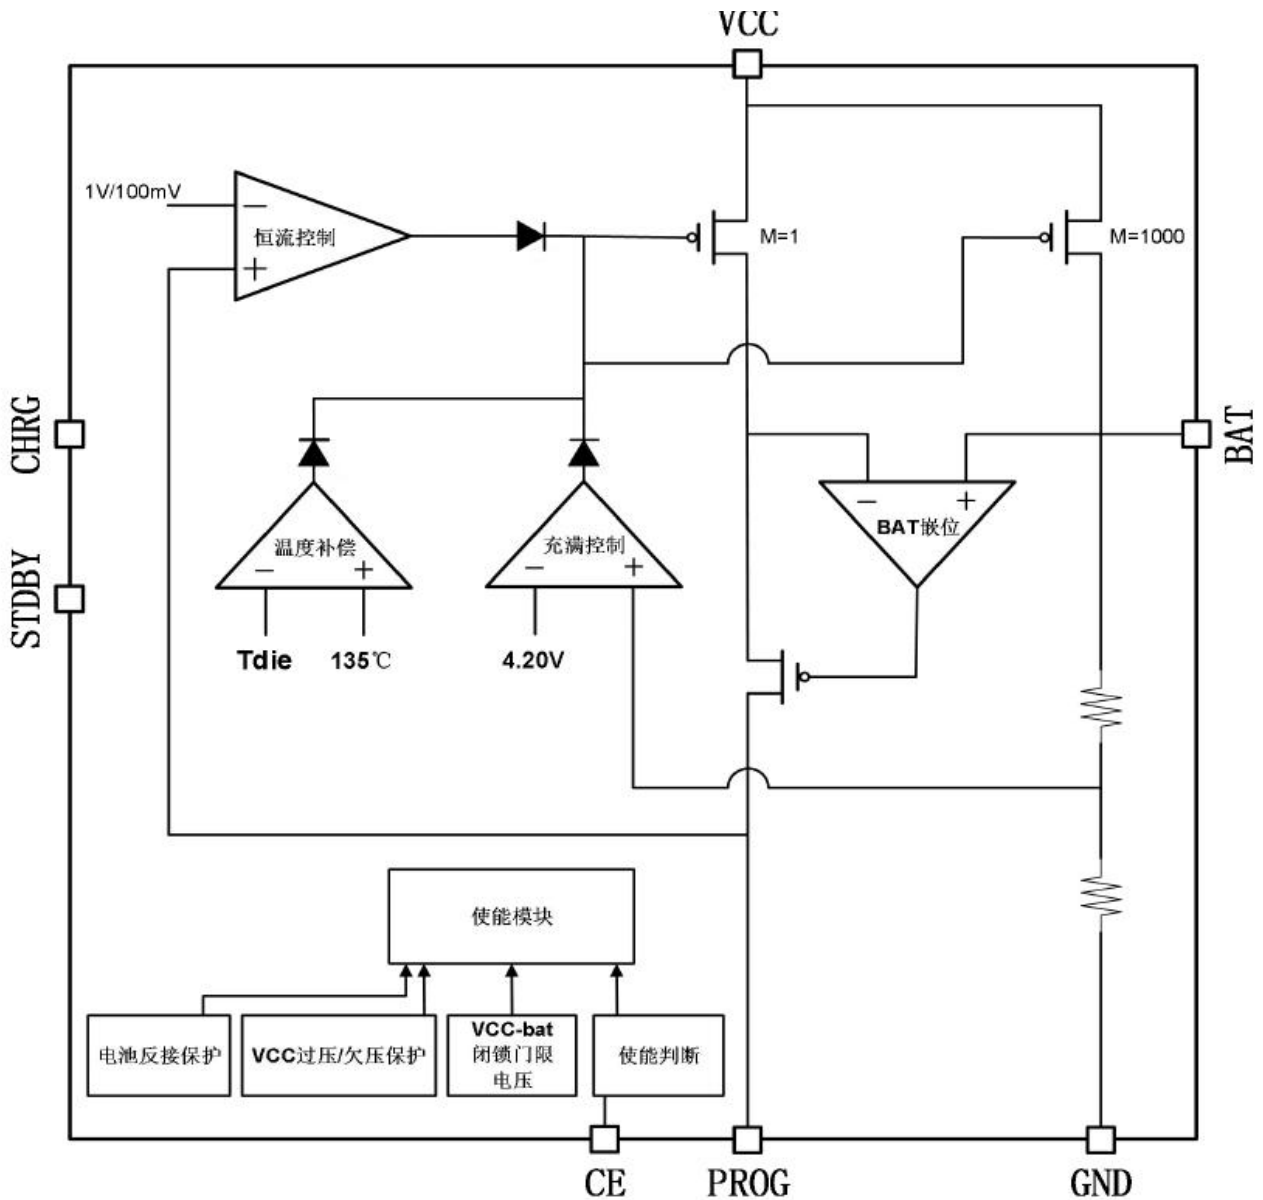 VCC
1V/100mV
恒流控制
M=1
M=1000
CHRG
BAT
BAT嵌位
温度补偿
充满控制
STDBY
Tdie
135℃
4.20V
使能模块
电池反接保护
VCC过压/欠压保护
VCC-bat
闭锁门限
电压
使能判断
CE
PROG
GND